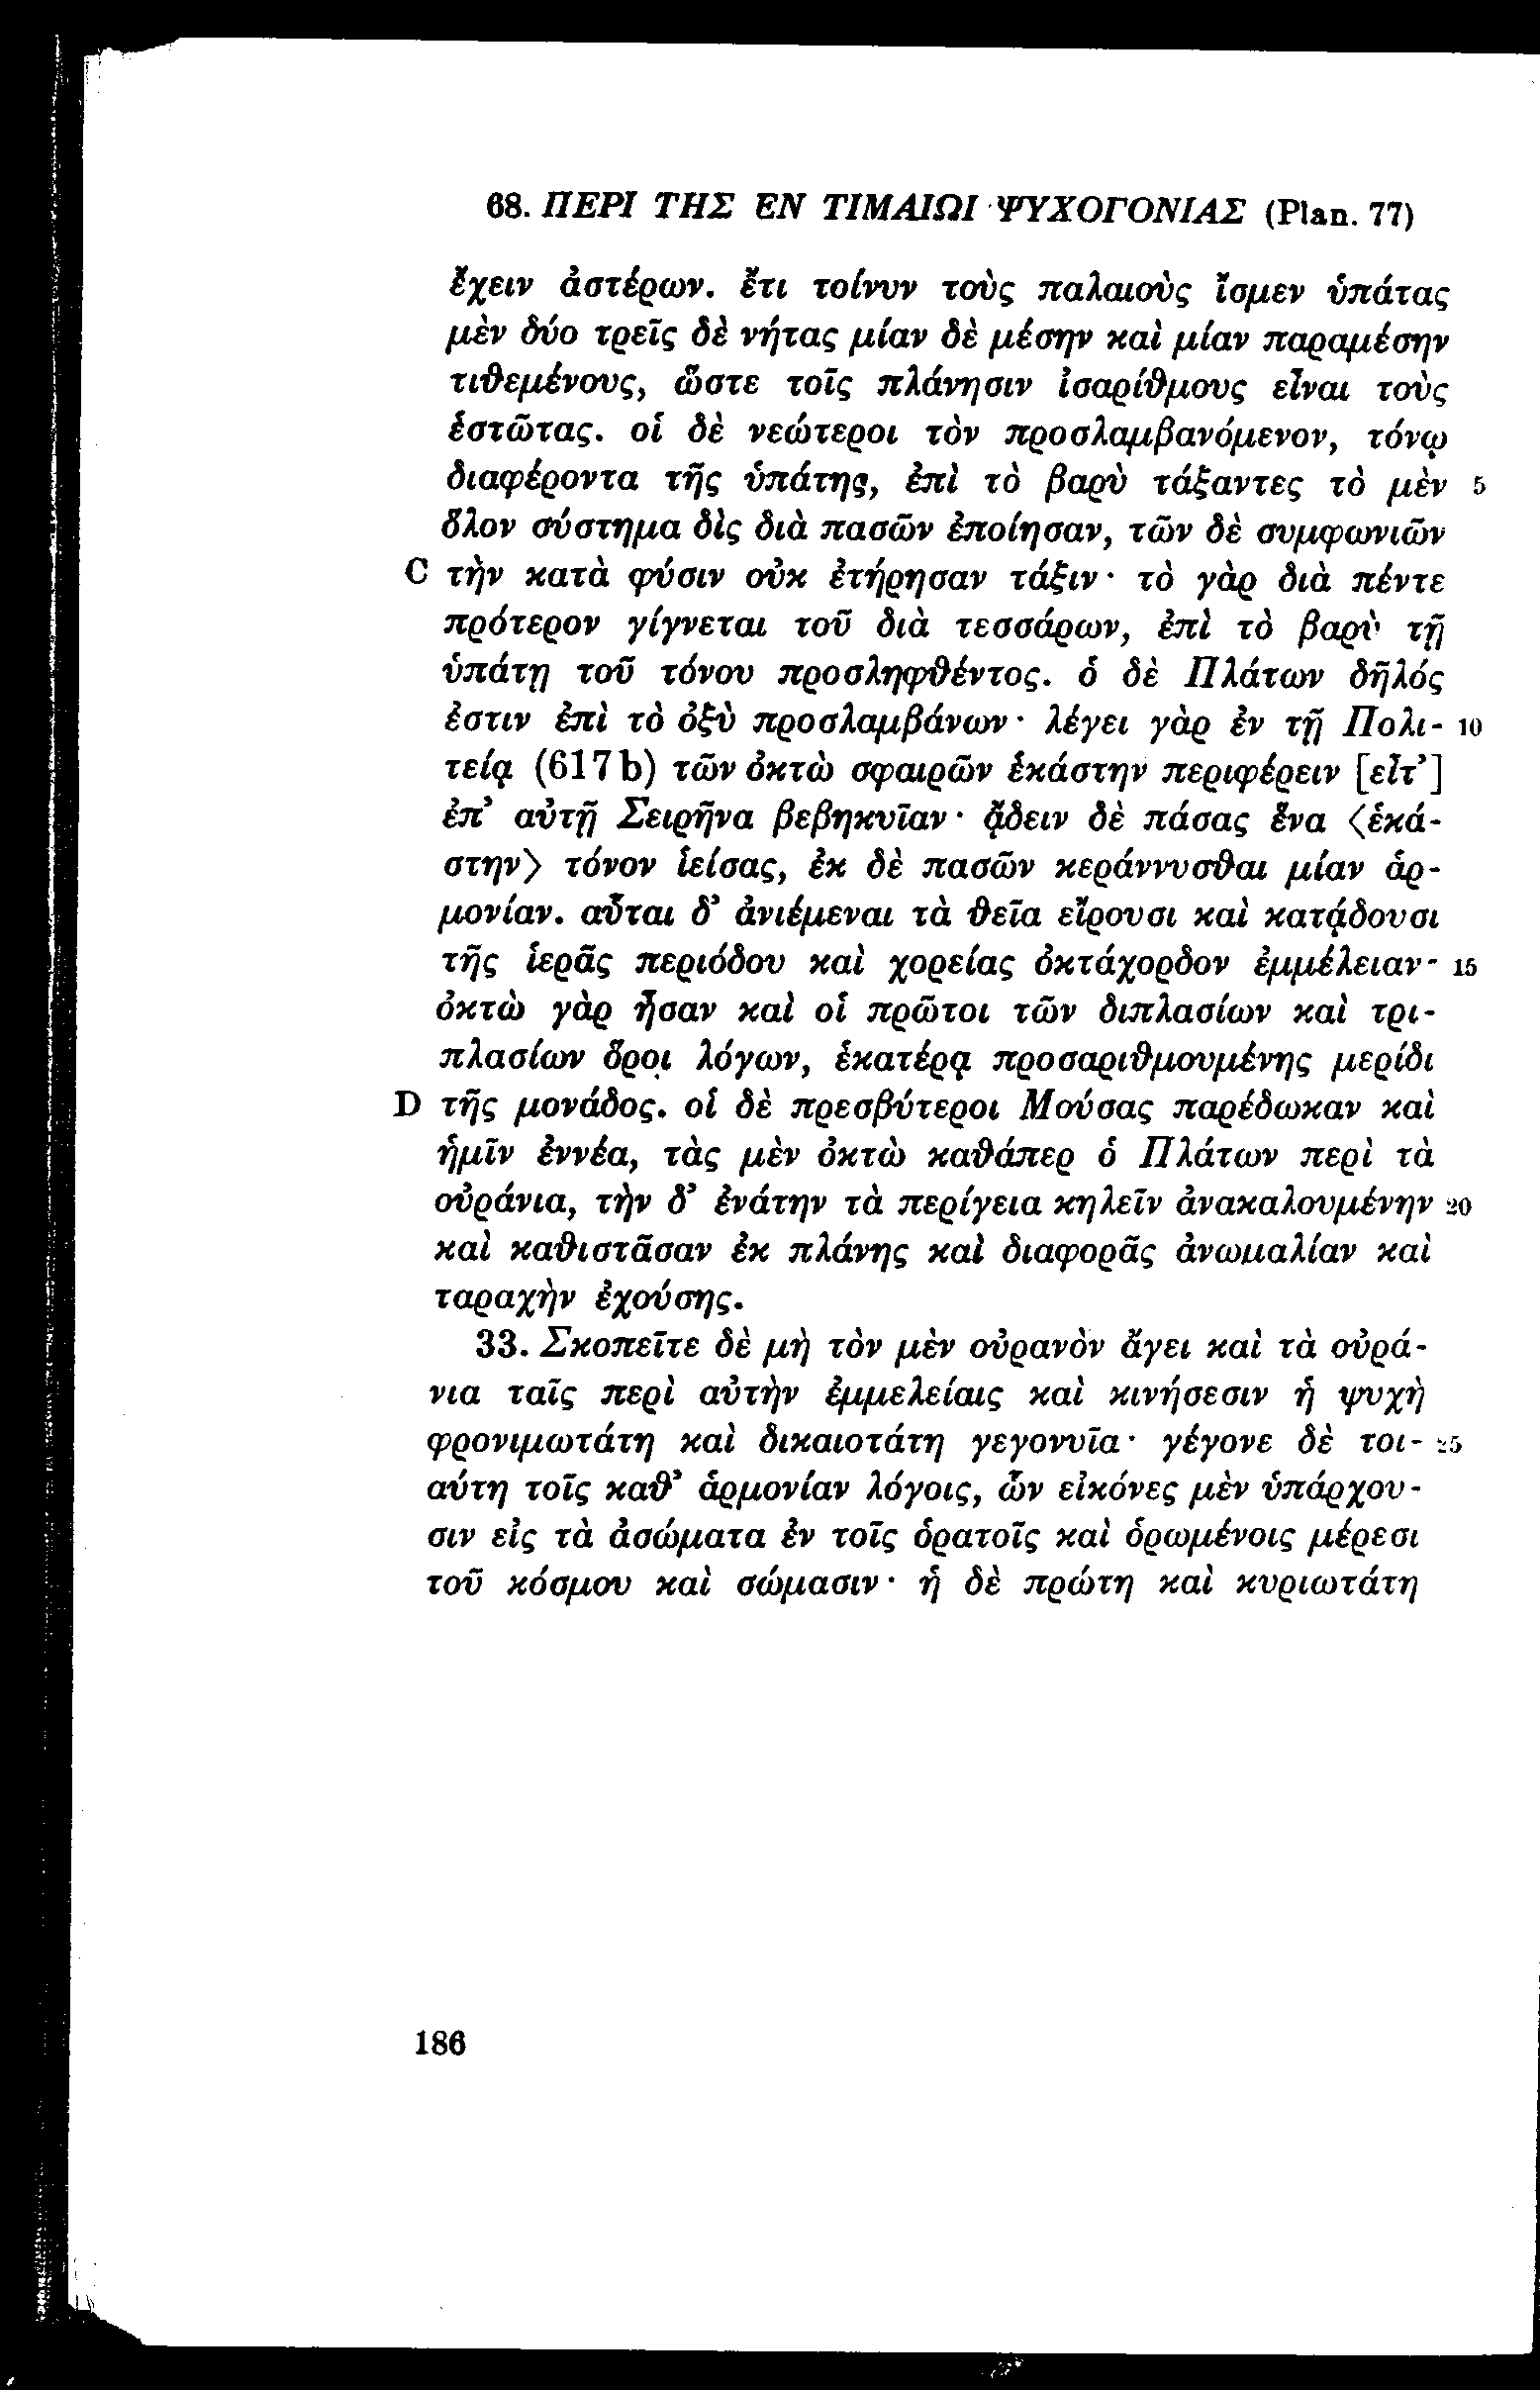 68. ΠΕΡΙ ΤΗΣ ΕΝ ΤΙΜΑΙΩΙ ΨΥΧΟΓΟΝΙΑΣ (Plan. 77)
ἔχειν ἀστέρων. ἔτι τοίνυν τοὺς παλαιοὺς ἴσμεν ὑπάτας
μὲν δύο τρεῖς δὲ νήτας μίαν δὲ μέσην καὶ μίαν παραμέσην
τιθεμένους, ὥστε τοῖς πλάνησιν ἰσαρίθμους εἶναι τοὺς
ἑστῶτας. οἱ δὲ νεώτεροι τὸν προσλαμβανόμενον, τόνῳ
διαφέροντα τῆς ὑπάτης, ἐπὶ τὸ βαρὺ τάξαντες τὸ μὲν 5
ὅλον σύστημα δὶς διὰ πασῶν ἐποίησαν, τῶν δὲ συμφωνιῶν
C τὴν κατὰ φύσιν οὐκ ἐτήρησαν τάξιν· τὸ γὰρ διὰ πέντε
πρότερον γίγνεται τοῦ διὰ τεσσάρων, ἐπὶ τὸ βαρὺ τῇ
ὑπάτῃ τοῦ τόνου προσληφθέντος. ὁ δὲ Πλάτων δῆλός
ἐστιν ἐπὶ τὸ ὀξὺ προσλαμβάνων· λέγει γὰρ ἐν τῇ Πολι- 10
τείᾳ (617b) τῶν ὀκτὼ σφαιρῶν ἑκάστην περιφέρειν [εἶτ’]
ἐπ’ αὐτῇ Σειρῆνα βεβηκυῖαν· ᾄδειν δὲ πάσας ἕνα ⟨ἑκά-
στην⟩ τόνον ἱείσας, ἐκ δὲ πασῶν κεράννυσθαι μίαν ἁρ-
μονίαν. αὗται δ’ ἀνιέμεναι τὰ θεῖα εἴρουσι καὶ κατᾴδουσι
τῆς ἱερᾶς περιόδου καὶ χορείας ὀκτάχορδον ἐμμέλειαν· 15
ὀκτὼ γὰρ ἦσαν καὶ οἱ πρῶτοι τῶν διπλασίων καὶ τρι-
πλασίων ὅροι λόγων, ἑκατέρᾳ προσαριθμουμένης μερίδι
D τῆς μονάδος. οἱ δὲ πρεσβύτεροι Μούσας παρέδωκαν καὶ
ἡμῖν ἐννέα, τὰς μὲν ὀκτὼ καθάπερ ὁ Πλάτων περὶ τὰ
οὐράνια, τὴν δ’ ἐνάτην τὰ περίγεια κηλεῖν ἀνακαλουμένην 20
καὶ καθιστᾶσαν ἐκ πλάνης καὶ διαφορᾶς ἀνωμαλίαν καὶ
ταραχὴν ἐχούσης.
33. Σκοπεῖτε δὲ μὴ τὸν μὲν οὐρανὸν ἄγει καὶ τὰ οὐρά-
νια ταῖς περὶ αὐτὴν ἐμμελείαις καὶ κινήσεσιν ἡ ψυχὴ
φρονιμωτάτη καὶ δικαιοτάτη γεγονυῖα· γέγονε δὲ τοι- 25
αύτη τοῖς καθ’ ἁρμονίαν λόγοις, ὧν εἰκόνες μὲν ὑπάρχου-
σιν εἰς τὰ ἀσώματα ἐν τοῖς ὁρατοῖς καὶ ὁρωμένοις μέρεσι
τοῦ κόσμου καὶ σώμασιν· ἡ δὲ πρώτη καὶ κυριωτάτη
186